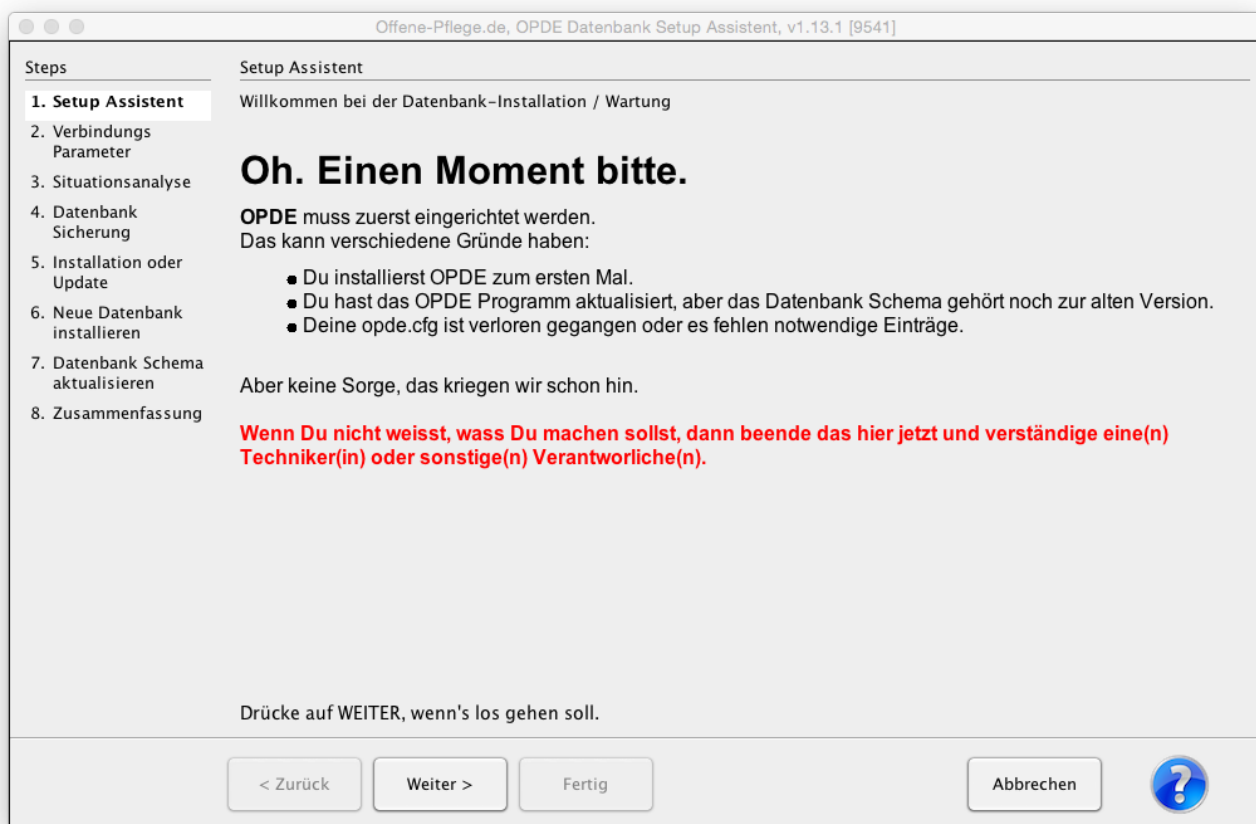 Offene-Pflege.de, OPDE Datenbank Setup Assistent, v1.13.1 [9541]
Steps
1. Setup Assistent
2. Verbindungs
Parameter
3. Situationsanalyse
4. Datenbank
Sicherung
5. Installation oder
Update
6. Neue Datenbank
installieren
7. Datenbank Schema
aktualisieren
8. Zusammenfassung
Setup Assistent
Willkommen bei der Datenbank-Installation / Wartung
Oh. Einen Moment bitte.
OPDE muss zuerst eingerichtet werden.
Das kann verschiedene Gründe haben:
• Du installierst OPDE zum ersten Mal.
• Du hast das OPDE Programm aktualisiert, aber das Datenbank Schema gehört noch zur alten Version.
• Deine opde.cfg ist verloren gegangen oder es fehlen notwendige Einträge.
Aber keine Sorge, das kriegen wir schon hin.
Wenn Du nicht weisst, wass Du machen sollst, dann beende das hier jetzt und verständige eine(n)
Techniker(in) oder sonstige(n) Verantworliche(n).
Drücke auf WEITER, wenn's los gehen soll.
< Zurück
Weiter >
Fertig
Abbrechen
?